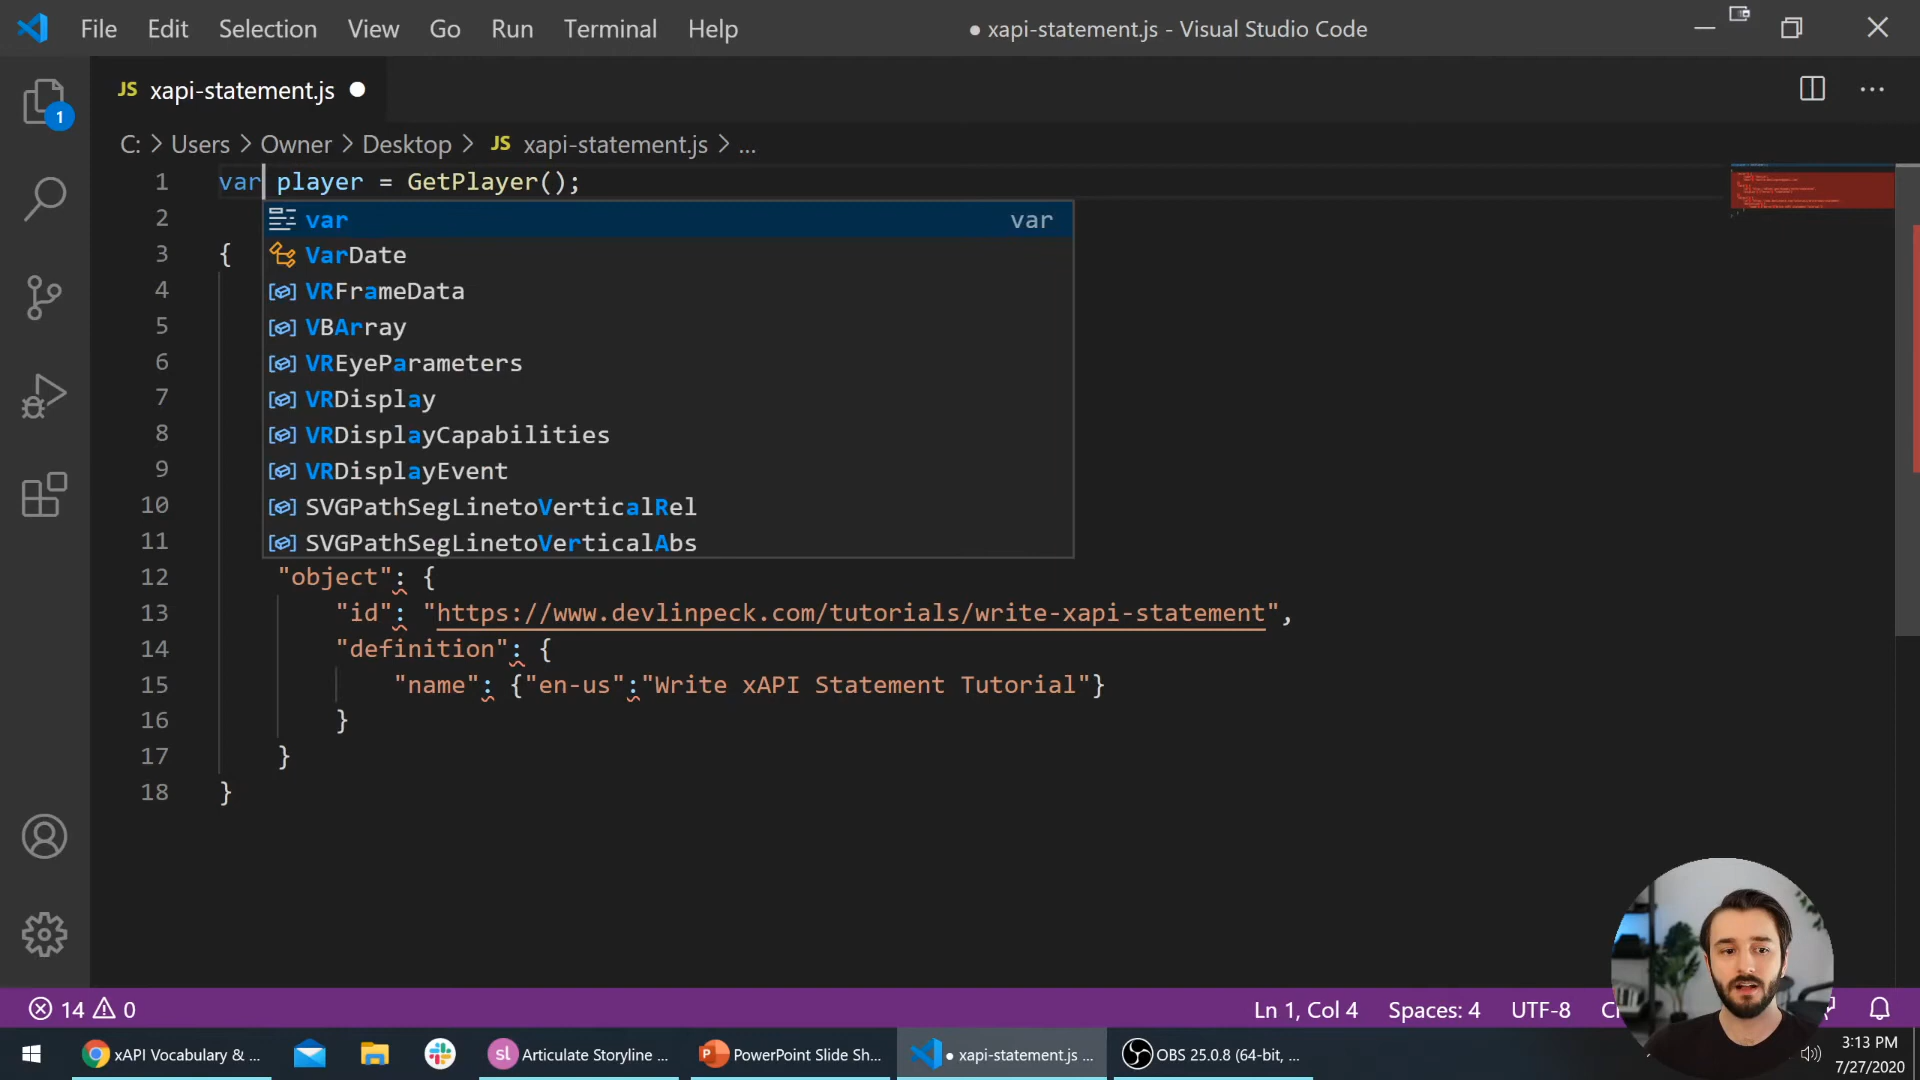 File Edit Selection View Go Run Terminal Help ● xapi-statement.js - Visual Studio Code
JS xapi-statement.js
1
C: > Users > Owner > Desktop > JS xapi-statement.js > ...
1 var player = GetPlayer();
2
3 {
4
5
6
7
8
9
10
11
var var
VarDate
VRFrameData
VBArray
VREyeParameters
VRDisplay
VRDisplayCapabilities
VRDisplayEvent
SVGPathSegLinetoVerticalRel
SVGPathSegLinetoVerticalAbs
12 "object": {
13 "id": "https://www.devlinpeck.com/tutorials/write-xapi-statement",
14 "definition": {
15 "name": {"en-us":"Write xAPI Statement Tutorial"}
16 }
17 }
18 }
14 0 Ln 1, Col 4 Spaces: 4 UTF-8
xAPI Vocabulary & ... sl Articulate Storyline ... P PowerPoint Slide Sh... ● xapi-statement.js ... OBS 25.0.8 (64-bit, ...
3:13 PM
7/27/2020